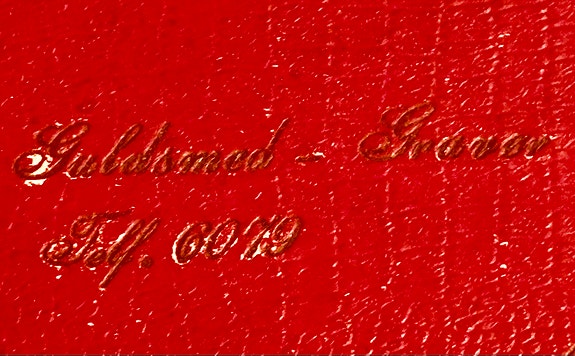 Guldsmed - Gravør
Telf. 6079